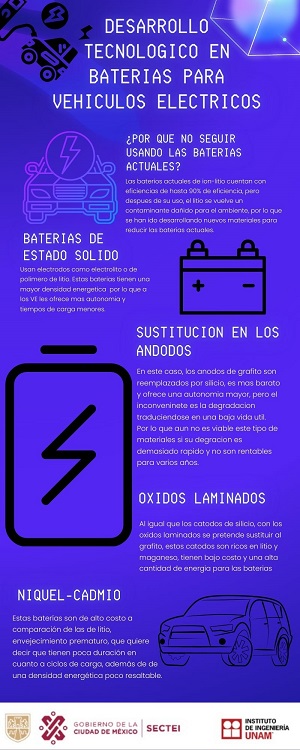 DESARROLLO
TECNOLOGICO EN
BATERIAS PARA
VEHICULOS ELECTRICOS
¿POR QUE NO SEGUIR
USANDO LAS BATERIAS
ACTUALES?
Las baterias actuales de ion-litio cuentan con
eficiencias de hasta 90% de eficiencia, pero
despues de su uso, el litio se vuelve un
contaminante dañido para el ambiente, por lo que
se han ido desarrollando nuevos materiales para
reducir las baterias actuales.
BATERIAS DE
ESTADO SOLIDO
Usan electrodos como electrolito o de
polimero de litio. Estas baterias tienen una
mayor densidad energetica por lo que a
los VE les ofrece mas autonomia y
tiempos de carga menores.
SUSTITUCION EN LOS
ANDODOS
En este caso, los anodos de grafito son
reemplazados por silicio, es mas barato
y ofrece una autonomia mayor, pero el
inconveninete es la degradacion
traduciendose en una baja vida util.
Por lo que aun no es viable este tipo de
materiales si su degracion es
demasiado rapido y no son rentables
para varios años.
OXIDOS LAMINADOS
Al igual que los catodos de silicio, con los
oxidos laminados se pretende sustituir al
grafito, estos catodos son ricos en litio y
maganeso, tienen bajo costo y una alta
cantidad de energia para las baterias
NIQUEL-CADMIO
Estas baterias son de alto costo a
comparación de las de litio,
envejecimiento prematuro, que quiere
decir que tienen poca duración en
cuanto a ciclos de carga, además de de
una densidad energética poco resaltable.
GOBIERNO DE LA
CIUDAD DE MÉXICO
SECTEI
INSTITUTO
DE INGENIERÍA
UNAM